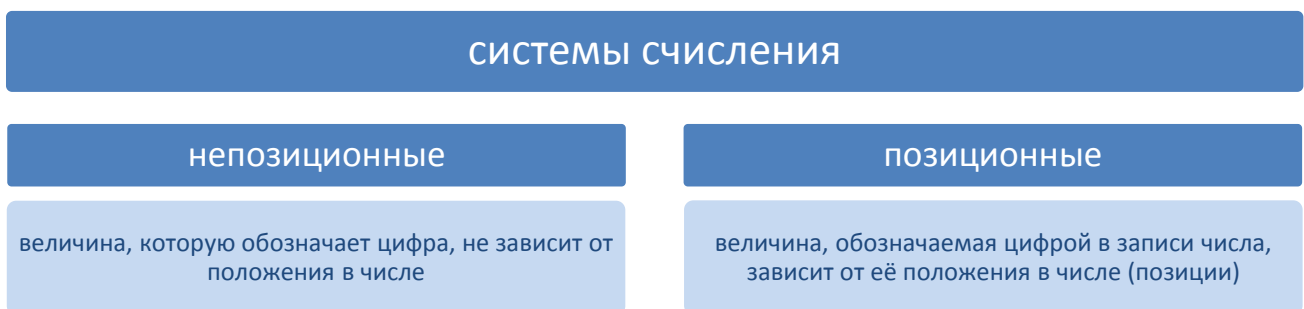 системы счисления
непозиционные
величина, которую обозначает цифра, не зависит от
положения в числе
позиционные
величина, обозначаемая цифрой в записи числа,
зависит от её положения в числе (позиции)